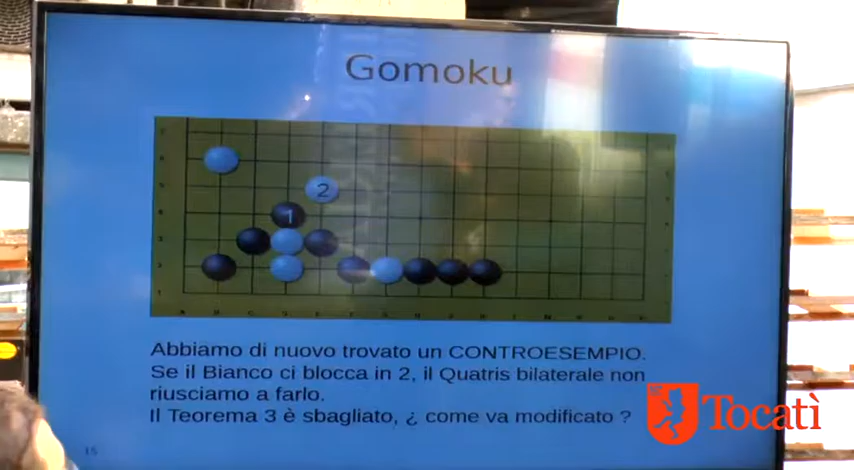 Gomoku
2
1
Abbiamo di nuovo trovato un CONTROESEMPIO.
Se il Bianco ci blocca in 2, il Quatris bilaterale non
riusciamo a farlo.
Il Teorema 3 è sbagliato, ¿ come va modificato ?
Tocatì
15